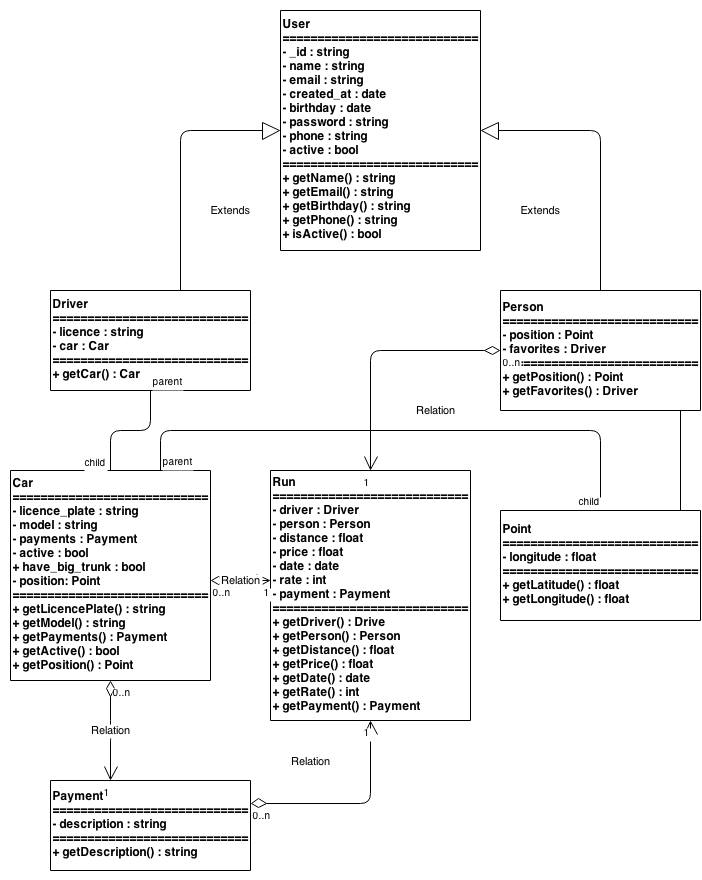 User
============================
- _id : string
- name : string
- email : string
- created_at : date
- birthday : date
- password : string
- phone : string
- active : bool
============================
+ getName() : string
+ getEmail() : string
+ getBirthday() : string
+ getPhone() : string
+ isActive() : bool
Extends
Extends
Driver
============================
- licence : string
- car : Car
============================
+ getCar() : Car
parent
Person
============================
- position : Point
- favorites : Driver
0..n
============================
+ getPosition() : Point
+ getFavorites() : Driver
Relation
child
parent
child
Car
============================
- licence_plate : string
- model : string
- payments : Payment
- active : bool
+ have_big_trunk : bool
- position: Point
============================
+ getLicencePlate() : string
+ getModel() : string
+ getPayments() : Payment
+ getActive() : bool
+ getPosition() : Point
Relation
0..n
1
Run
1
============================
- driver : Driver
- person : Person
- distance : float
- price : float
- date : date
- rate : int
- payment : Payment
============================
+ getDriver() : Drive
+ getPerson() : Person
+ getDistance() : float
+ getPrice() : float
+ getDate() : date
+ getRate() : int
+ getPayment() : Payment
Point
============================
- longitude : float
============================
+ getLatitude() : float
+ getLongitude() : float
0..n
Relation
1
Relation
Payment
1
============================
- description : string
============================
+ getDescription() : string
0..n